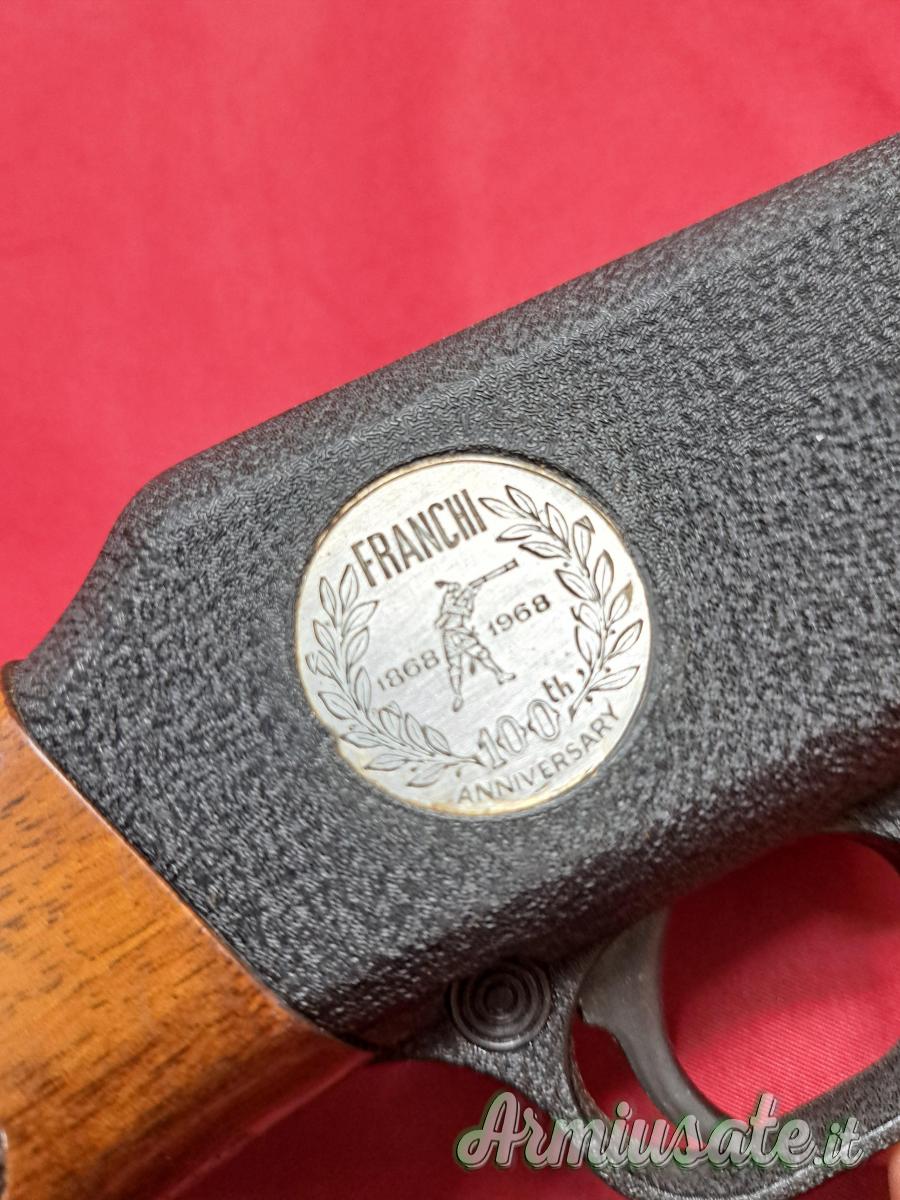 FRANCHI
1868 1968
100th
ANNIVERSARY
Armiusate.it